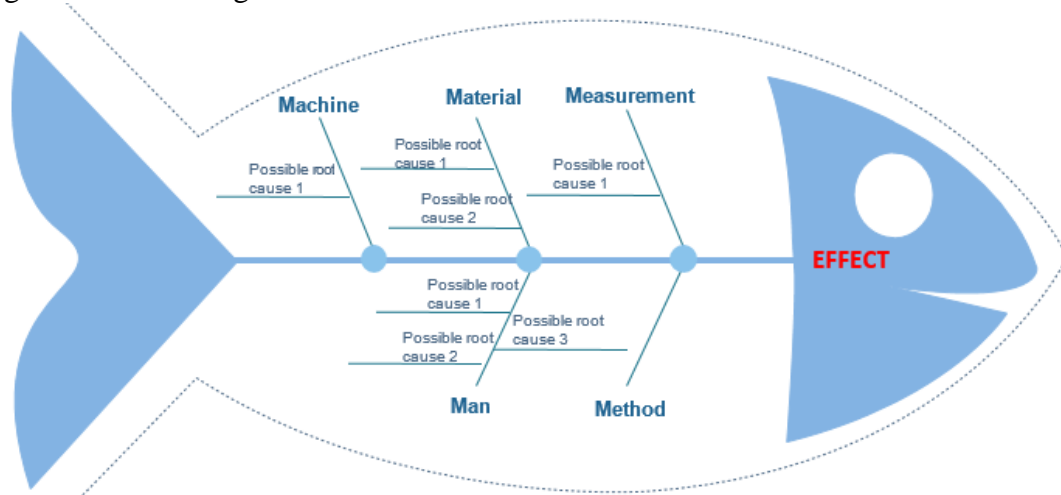 Machine
Material
Measurement
Possible root
cause 1
Possible root
cause 1
Possible root
cause 2
Possible root
cause 1
EFFECT
Possible root
cause 1
Possible root
cause 2
Possible root
cause 3
Man
Method